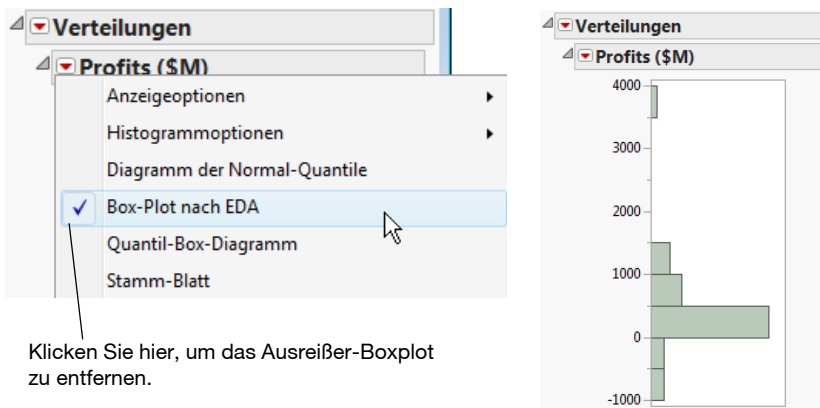 Verteilungen
Profits ($M)
Anzeigeoptionen
Histogrammoptionen
Diagramm der Normal-Quantile
Box-Plot nach EDA
Quantil-Box-Diagramm
Stamm-Blatt
Klicken Sie hier, um das Ausreißer-Boxplot
zu entfernen.
Verteilungen
Profits ($M)
4000
3000
2000
1000
0
-1000